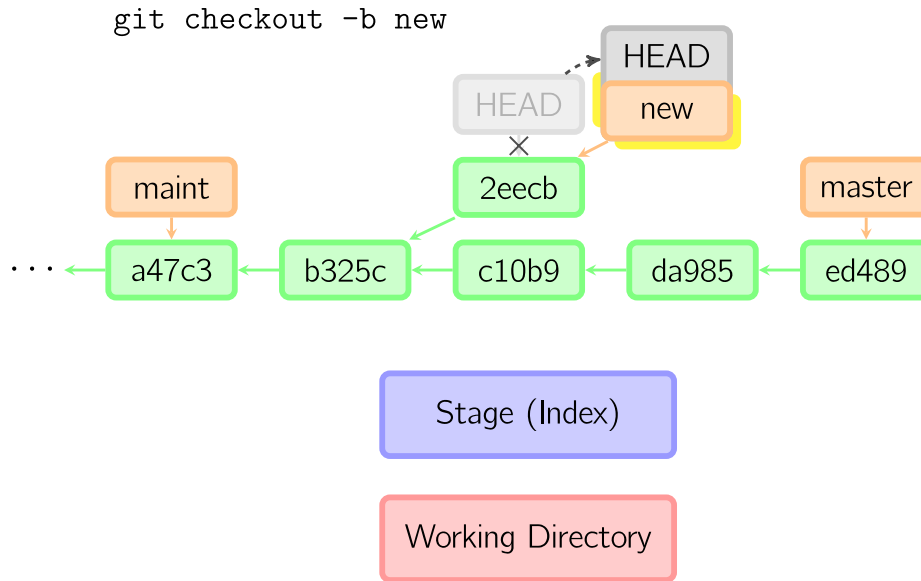 git checkout -b new
HEAD
HEAD
new
maint
2eecb
master
...
a47c3
b325c
c10b9
da985
ed489
Stage (Index)
Working Directory